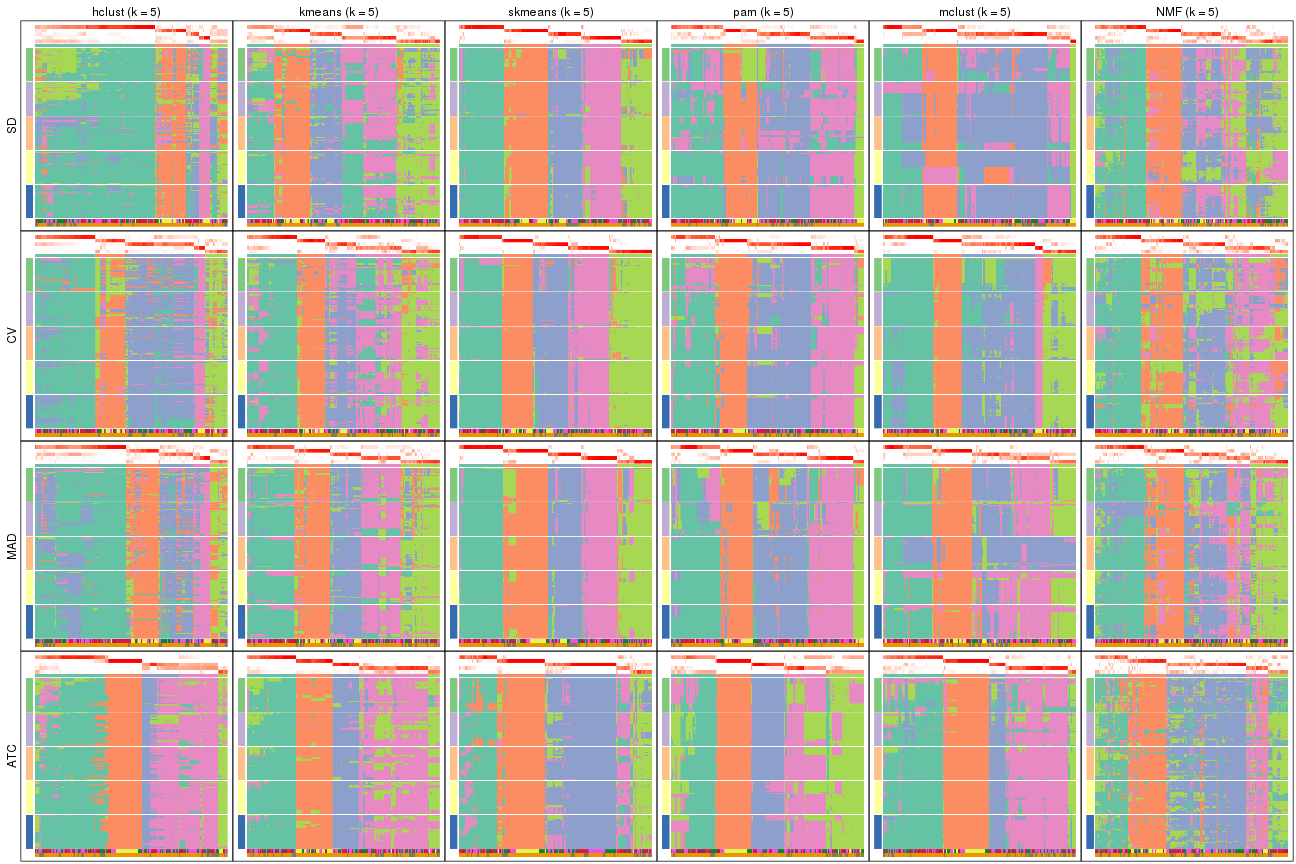 hclust (k = 5)
kmeans (k = 5)
skmeans (k = 5)
pam (k = 5)
mclust (k = 5)
NMF (k = 5)
SD
CV
MAD
ATC